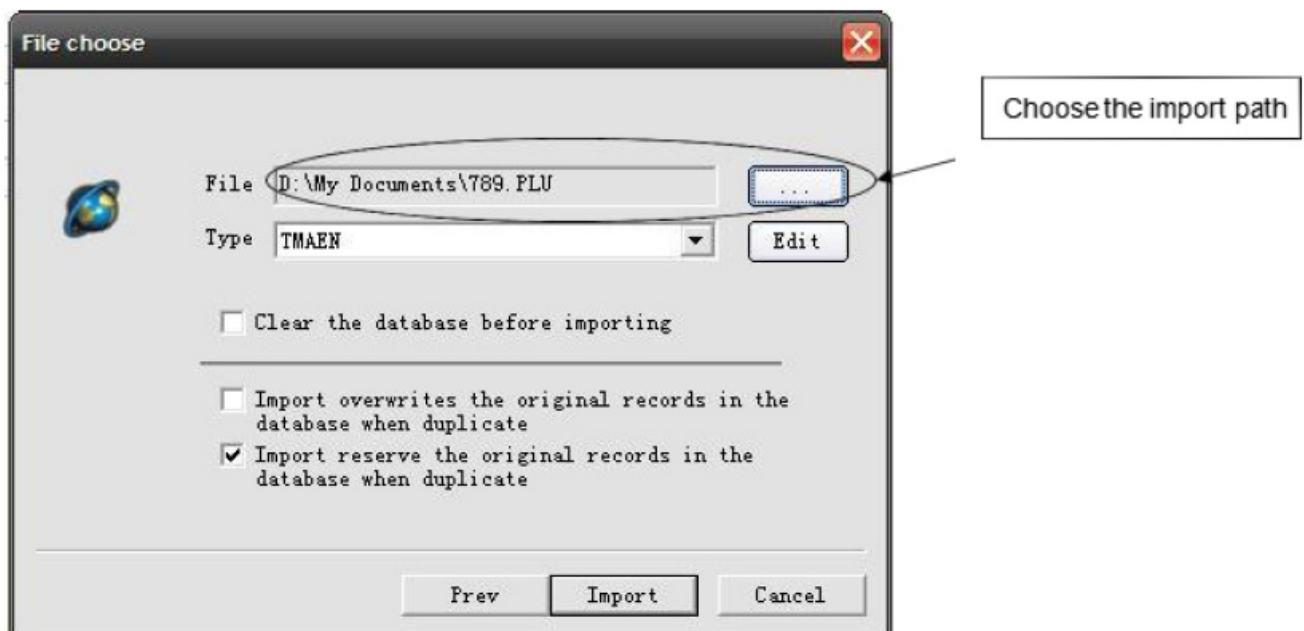 File choose
Choose the import path
File D:\My Documents\789.PLU ...
Type TMAEN Edit
Clear the database before importing
Import overwrites the original records in the
database when duplicate
Import reserve the original records in the
database when duplicate
Prev Import Cancel